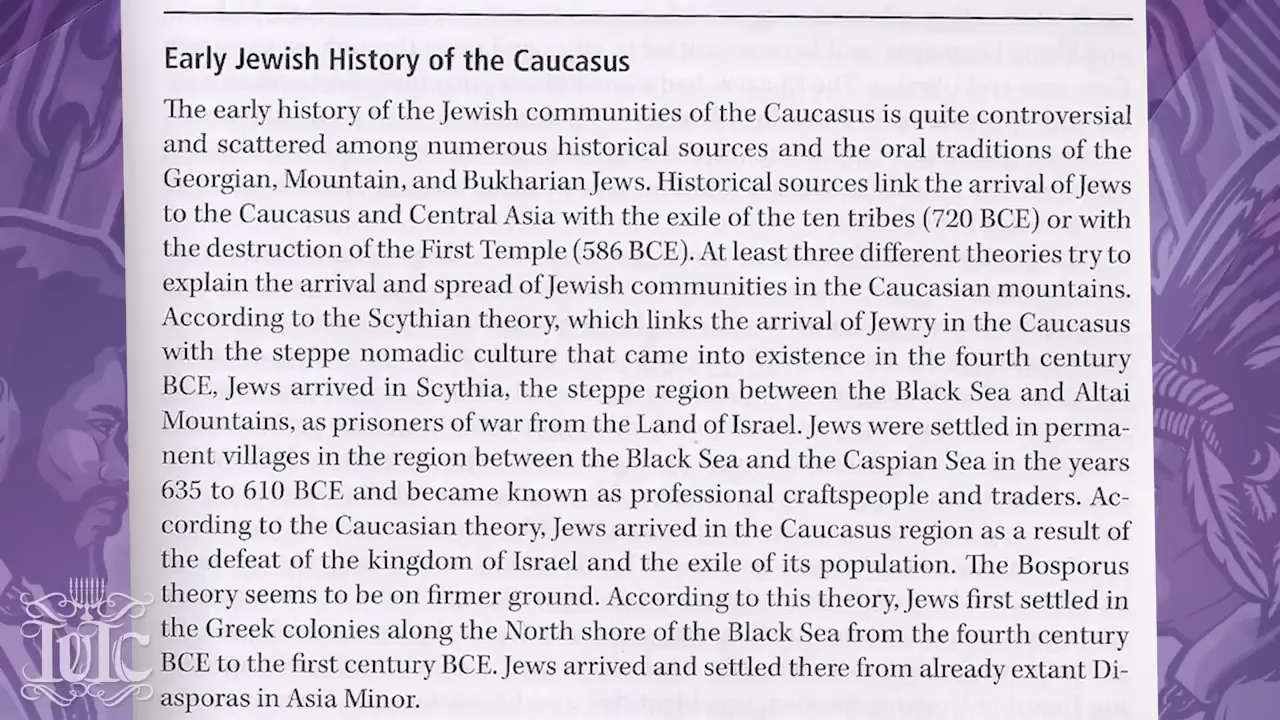 Early Jewish History of the Caucasus
The early history of the Jewish communities of the Caucasus is quite controversial
and scattered among numerous historical sources and the oral traditions of the
Georgian, Mountain, and Bukharian Jews. Historical sources link the arrival of Jews
to the Caucasus and Central Asia with the exile of the ten tribes (720 BCE) or with
the destruction of the First Temple (586 BCE). At least three different theories try to
explain the arrival and spread of Jewish communities in the Caucasian mountains.
According to the Scythian theory, which links the arrival of Jewry in the Caucasus
with the steppe nomadic culture that came into existence in the fourth century
BCE, Jews arrived in Scythia, the steppe region between the Black Sea and Altai
Mountains, as prisoners of war from the Land of Israel. Jews were settled in perma-
nent villages in the region between the Black Sea and the Caspian Sea in the years
635 to 610 BCE and became known as professional craftspeople and traders. Ac-
cording to the Caucasian theory, Jews arrived in the Caucasus region as a result of
the defeat of the kingdom of Israel and the exile of its population. The Bosporus
theory seems to be on firmer ground. According to this theory, Jews first settled in
the Greek colonies along the North shore of the Black Sea from the fourth century
BCE to the first century BCE. Jews arrived and settled there from already extant Di-
asporas in Asia Minor.
IUIC